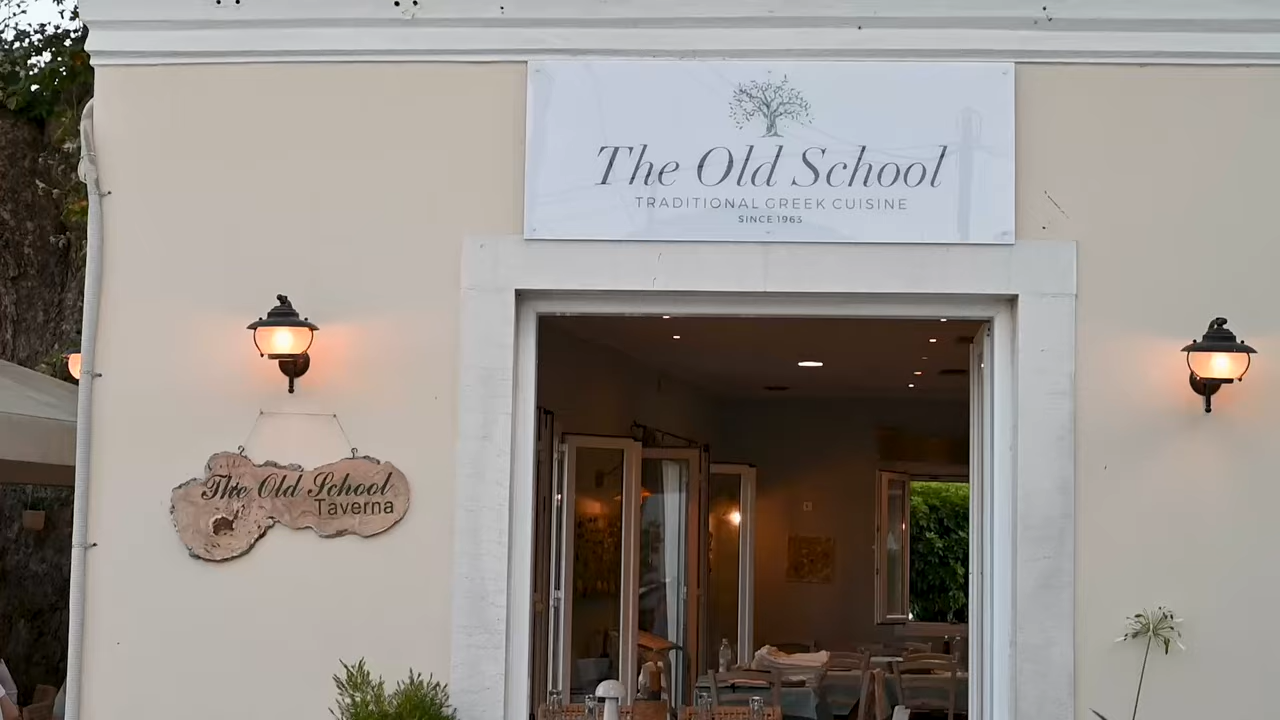 The Old School
TRADITIONAL GREEK CUISINE
SINCE 1963
The Old School
Taverna